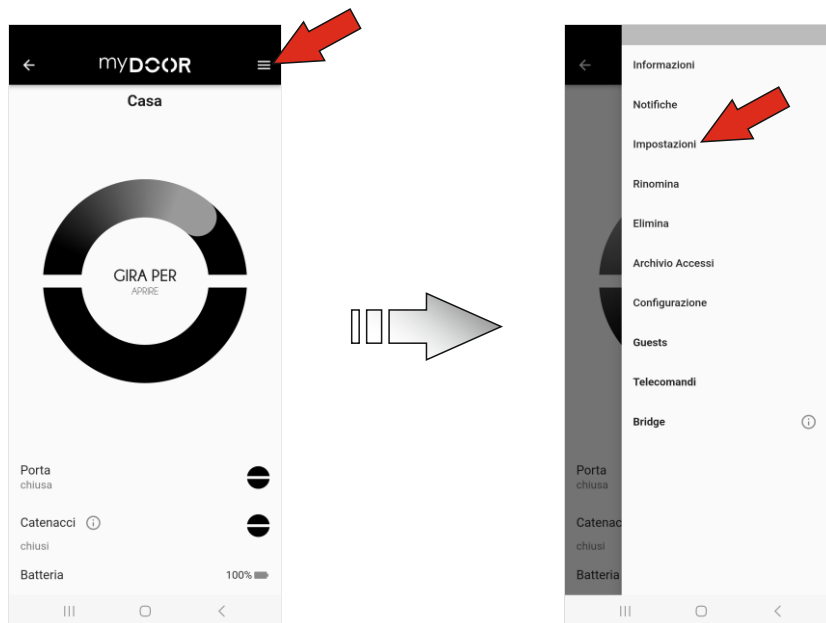 myDOOR
Casa
GIRA PER
APRIRE
Porta
chiusa
Catenacci
chiusi
Batteria
100%
Informazioni
Notifiche
Impostazioni
Rinomina
Elimina
Archivio Accessi
Configurazione
Guests
Telecomandi
Bridge
Porta
chiusa
Catenac
chiusi
Batteria